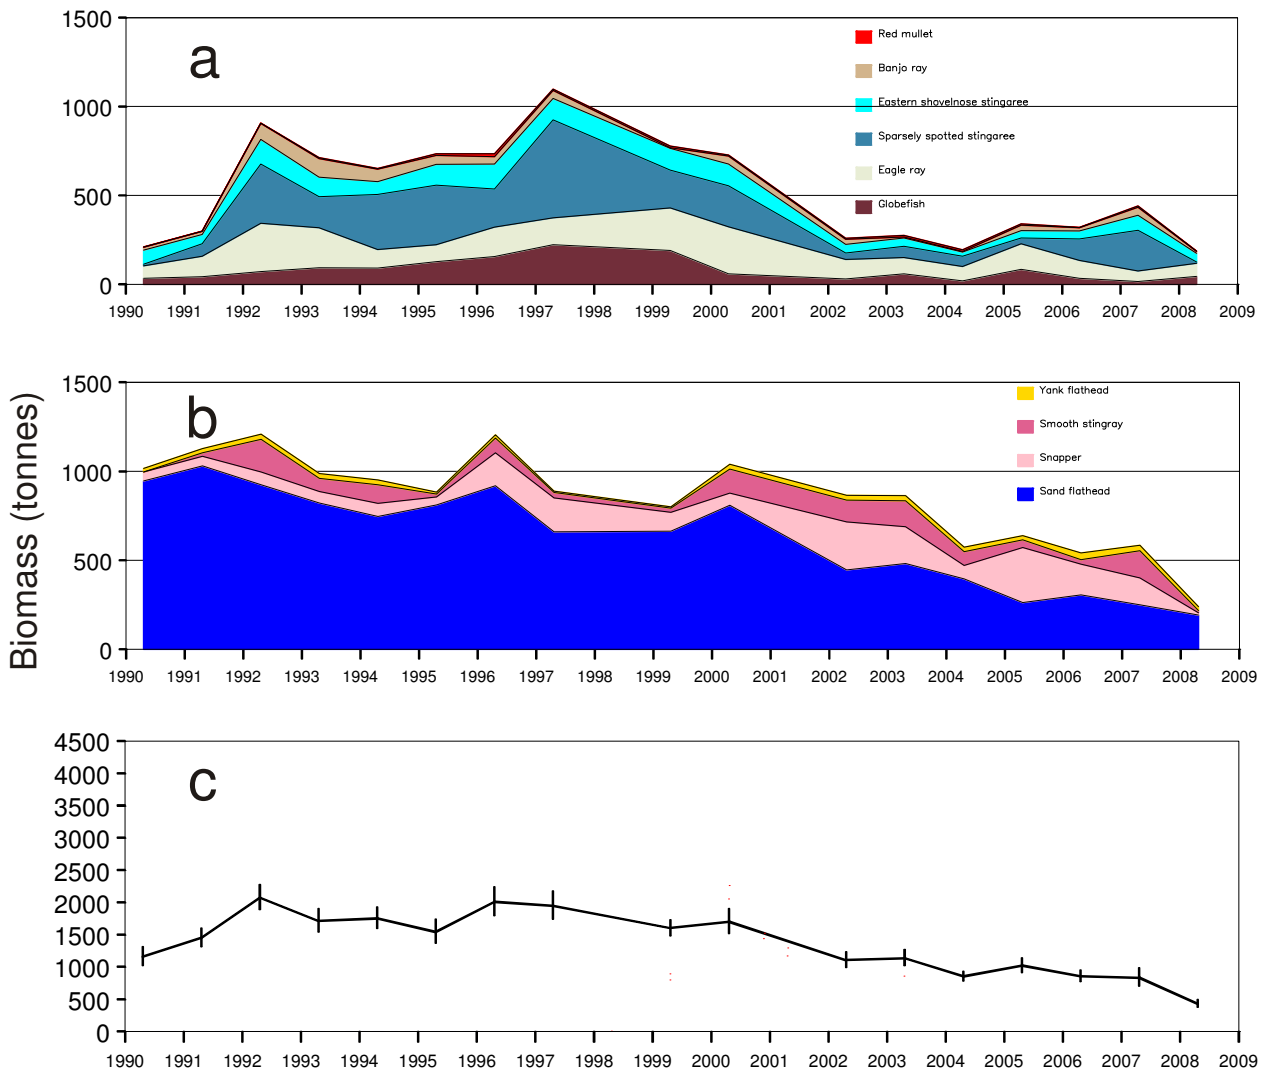 1500
1000
500
0
a
Red mullet
Banjo ray
Eastern shovelnose stingaree
Sparsely spotted stingaree
Eagle ray
Globefish
1990 1991 1992 1993 1994 1995 1996 1997 1998 1999 2000 2001 2002 2003 2004 2005 2006 2007 2008 2009
Biomass (tonnes)
1500
1000
500
0
b
Yank flathead
Smooth stingray
Snapper
Sand flathead
1990 1991 1992 1993 1994 1995 1996 1997 1998 1999 2000 2001 2002 2003 2004 2005 2006 2007 2008 2009
4500
4000
3500
3000
2500
2000
1500
1000
500
0
c
1990 1991 1992 1993 1994 1995 1996 1997 1998 1999 2000 2001 2002 2003 2004 2005 2006 2007 2008 2009